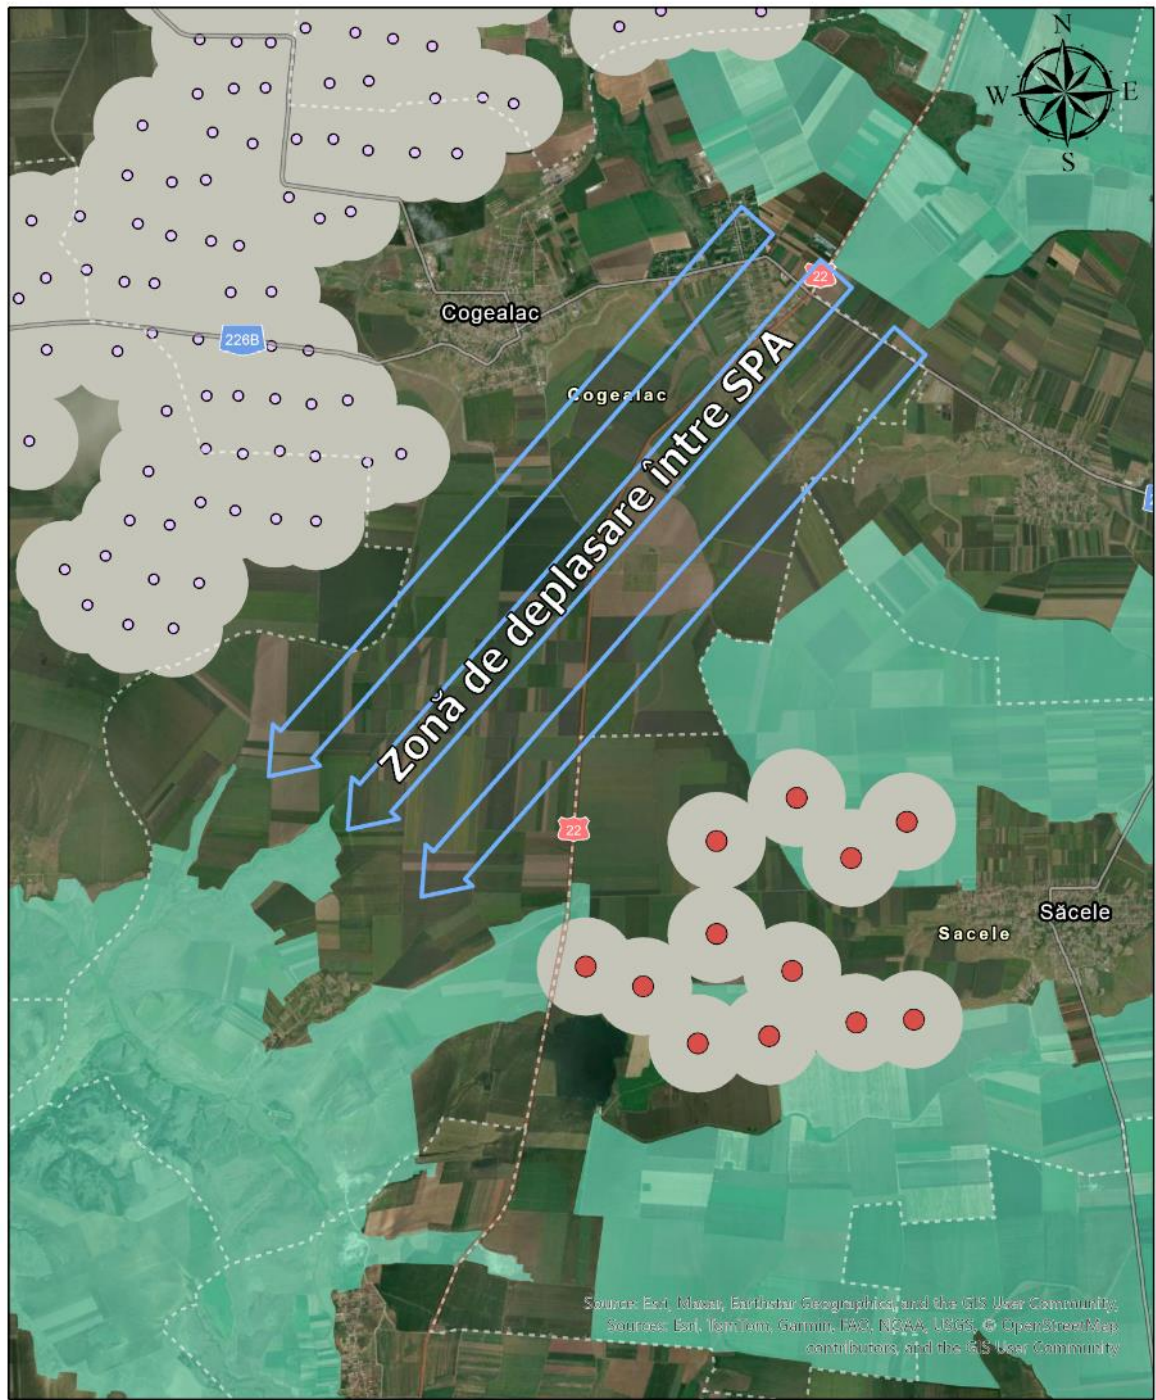 N
W E
S
22
Cogealac
226B
Cogealac
Zonă de deplasare între SPA
22
Săcele
Sacele
Source: Esri, Maxar, Earthstar Geographics, and the GIS User Community,
Sources: Esri, TomTom, Garmin, FAO, NOAA, USGS, © OpenStreetMap
contributors, and the GIS User Community